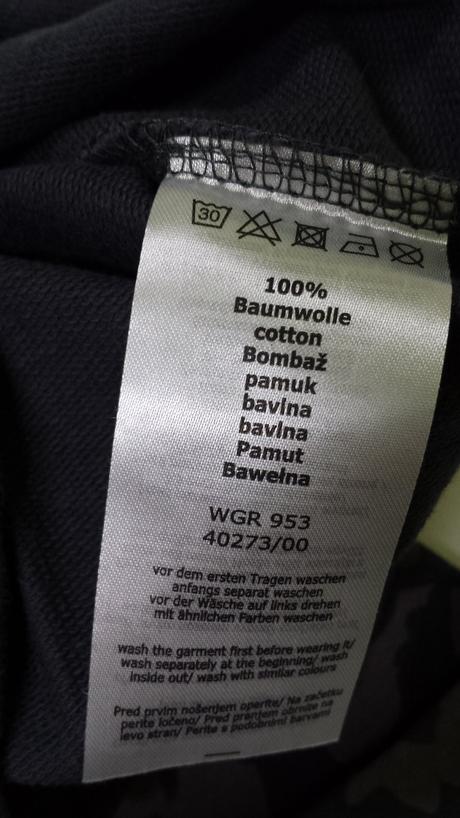 30
100%
Baumwolle
cotton
Bombaž
pamuk
bavlna
bavlna
Pamut
Bawełna
WGR 953
40273/00
vor dem ersten Tragen waschen
anfangs separat waschen
vor der Wäsche auf links drehen
mit ähnlichen Farben waschen
wash the garment first before wearing it/
wash separately at the beginning/ wash
inside out/ wash with similar colours
Pred prvim nošenjem operite/ Na začetku
perite ločeno/ Pred pranjem obrnite na
levo stran/ Perite s podobnimi barvami